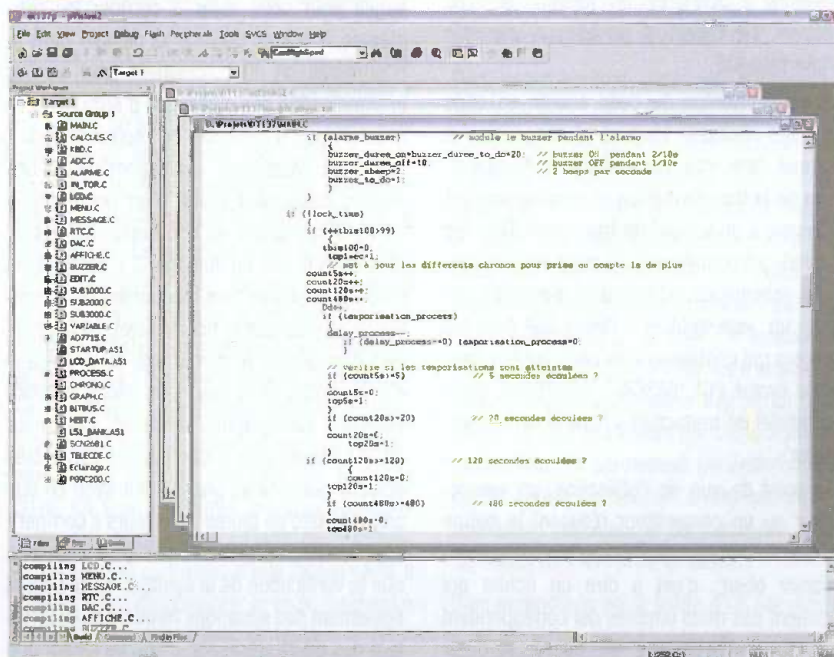 File Edit View Project Debug Flash Peripherals Tools SVCS Window Help
Target 1
Project Workspace
Target 1
Source Group 1
MAIN.C
CALCULS.C
KBD.C
ADC.C
ALARME.C
IN_TOR.C
LCD.C
MENU.C
MESSAGE.C
RTC.C
DAC.C
AFFICHE.C
BUZZER.C
EDIT.C
SUB1000.C
SUB2000.C
SUB3000.C
VARIABLE.C
AD7715.C
STARTUP.A51
LCD_DATA.A51
PROCESS.C
CHRONO.C
GRAPH.C
BITBUS.C
L51_BANK.A51
SCN2681.C
TELECDE.C
Eclairage.C
P89C200.C
if (alarme_buzzer) // module le buzzer pendant l'alarme
{
buzzer_duree_on=buzzer_duree_to_do=20; // buzzer ON pendant 2/10e
buzzer_duree_off=10; // buzzer OFF pendant 1/10e
buzzer_nbeep=2; // 2 beeps par seconde
buzzer_to_do=1;
}
}
if (!lock_time)
{
if (++tbis100>99)
{
tbis100=0;
top1sec=1;
// met à jour les differents chronos pour prise en compte 1s de plus
count5s++;
count20s++;
count120s++;
count480s++;
Dds++;
if (temporisation_process)
{
delay_process--;
if (delay_process==0) temporisation_process=0;
}
// verifie si les temporisations sont atteintes
if (count5s>=5) // 5 secondes écoulées ?
{
count5s=0;
top5s=1;
}
if (count20s>=20) // 20 secondes écoulées ?
{
count20s=0;
top20s=1;
}
if (count120s>=120) // 120 secondes écoulées ?
{
count120s=0;
top120s=1;
}
if (count480s>=480) // 480 secondes écoulées ?
{
count480s=0;
top480s=1;
Files
compiling LCD.C...
compiling MENU.C...
compiling MESSAGE.C...
compiling RTC.C...
compiling DAC.C...
compiling AFFICHE.C...
compiling BUZZER.C...
Build Command Find in Files